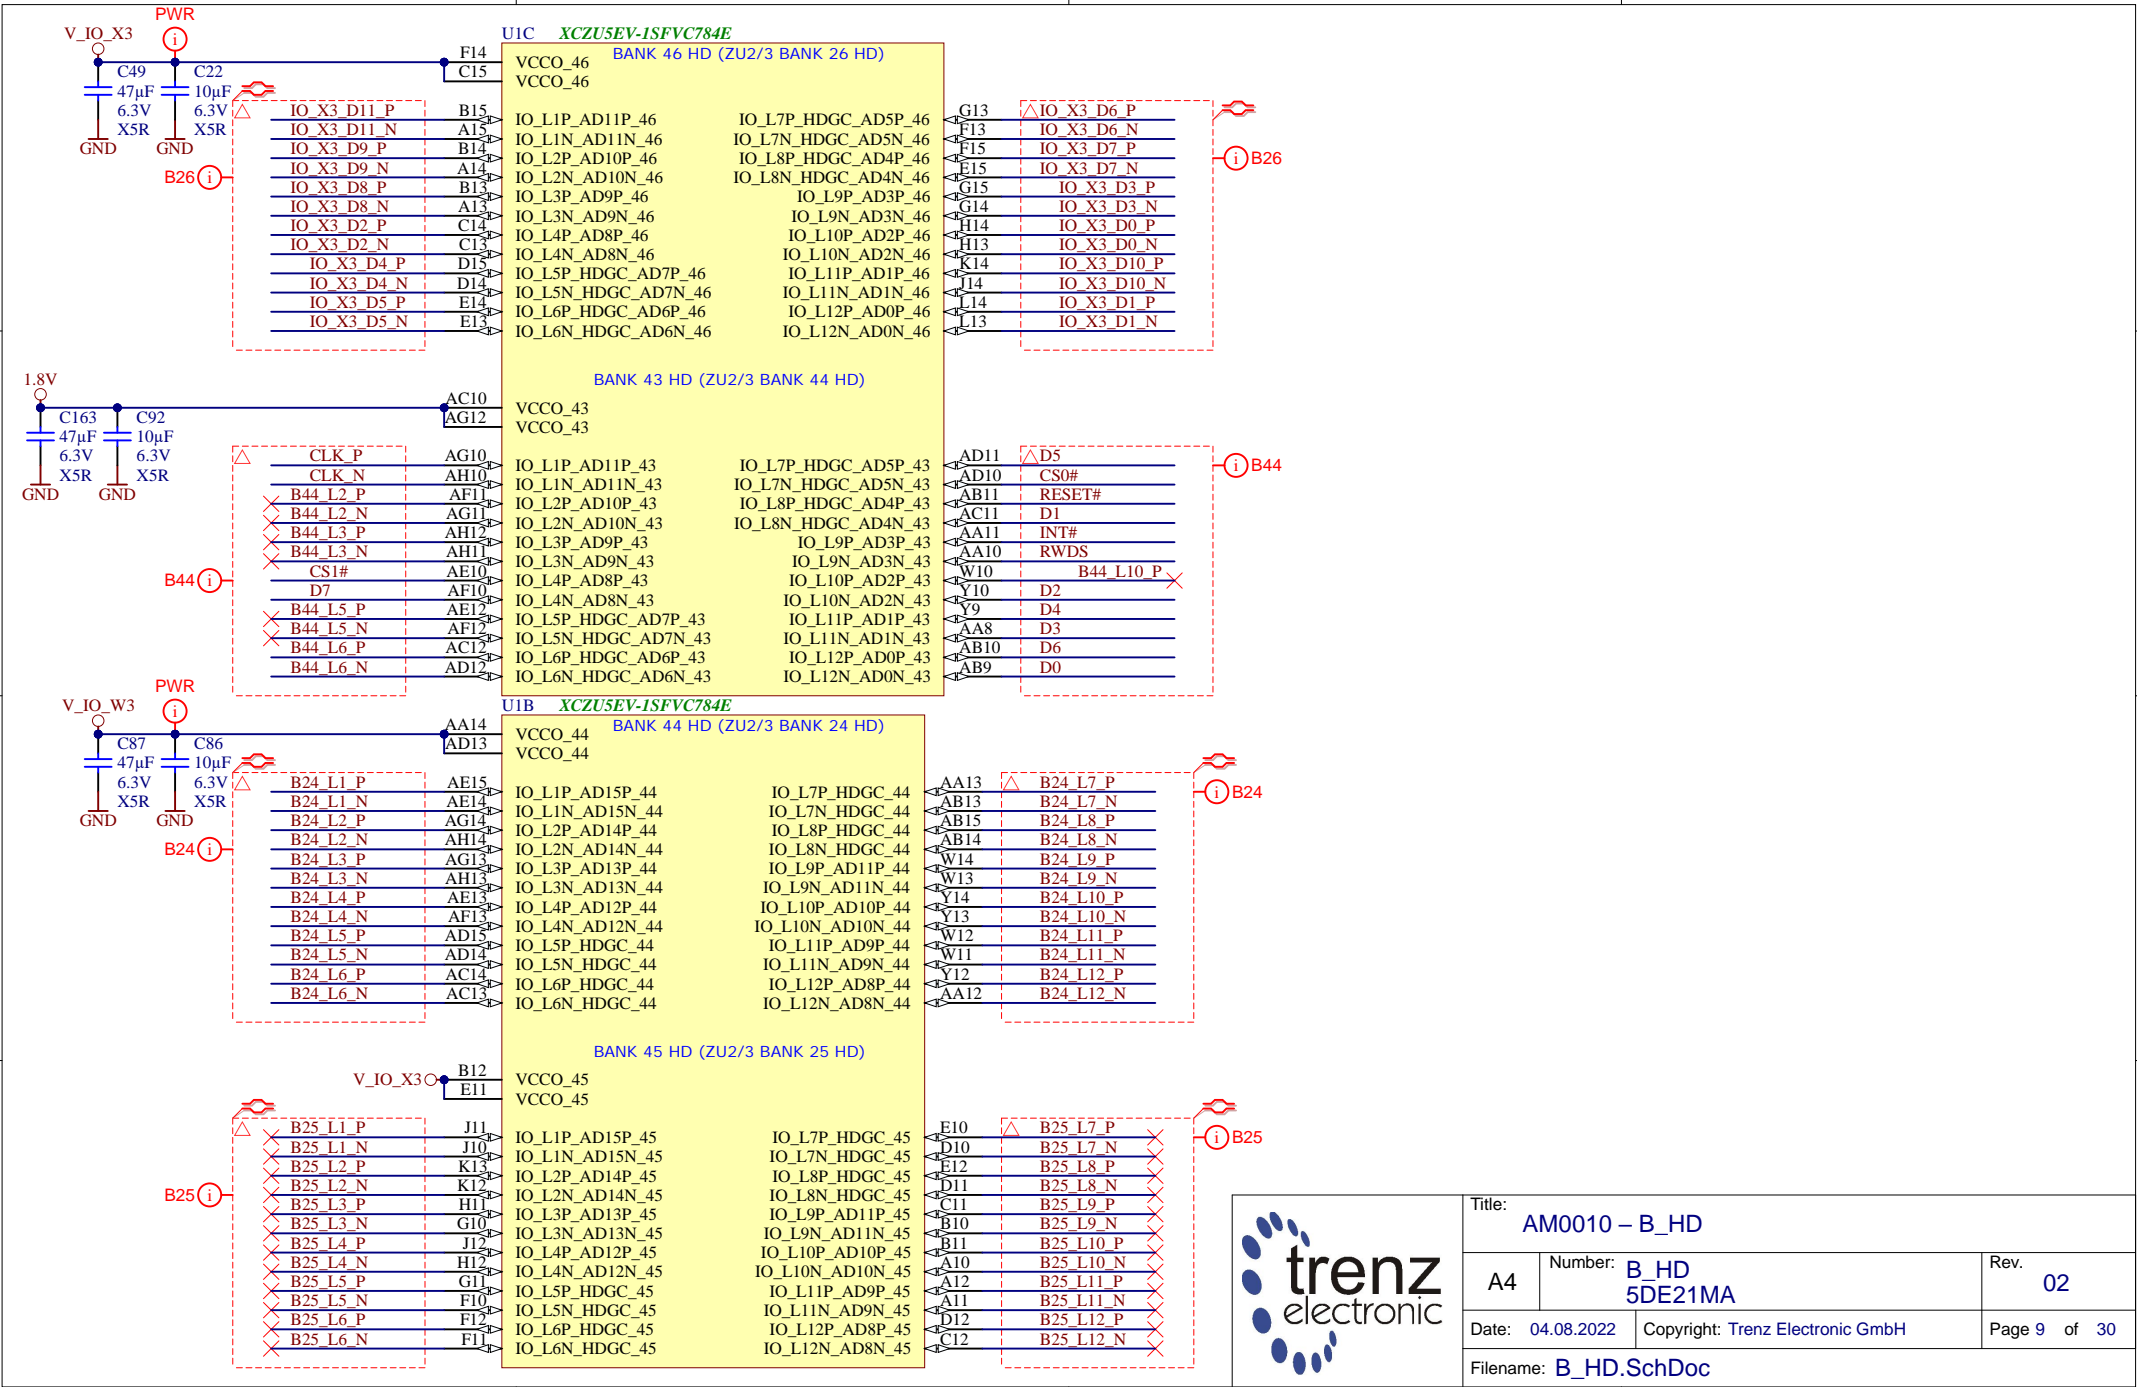 PWR
V_IO_X3
U1C XCZU5EV-1SFVC784E
BANK 46 HD (ZU2/3 BANK 26 HD)
F14 VCCO_46
C15 VCCO_46
C49 C22
47µF 10µF
6.3V 6.3V
X5R X5R
GND GND
B26
IO_X3_D11_P B15 IO_L1P_AD11P_46 IO_L7P_HDGC_AD5P_46 G13 IO_X3_D6_P
IO_X3_D11_N A15 IO_L1N_AD11N_46 IO_L7N_HDGC_AD5N_46 F13 IO_X3_D6_N
IO_X3_D9_P B14 IO_L2P_AD10P_46 IO_L8P_HDGC_AD4P_46 F15 IO_X3_D7_P
IO_X3_D9_N A14 IO_L2N_AD10N_46 IO_L8N_HDGC_AD4N_46 E15 IO_X3_D7_N
IO_X3_D8_P B13 IO_L3P_AD9P_46 IO_L9P_AD3P_46 G15 IO_X3_D3_P
IO_X3_D8_N A13 IO_L3N_AD9N_46 IO_L9N_AD3N_46 G14 IO_X3_D3_N
IO_X3_D2_P C14 IO_L4P_AD8P_46 IO_L10P_AD2P_46 H14 IO_X3_D0_P
IO_X3_D2_N C13 IO_L4N_AD8N_46 IO_L10N_AD2N_46 H13 IO_X3_D0_N
IO_X3_D4_P D15 IO_L5P_HDGC_AD7P_46 IO_L11P_AD1P_46 K14 IO_X3_D10_P
IO_X3_D4_N D14 IO_L5N_HDGC_AD7N_46 IO_L11N_AD1N_46 J14 IO_X3_D10_N
IO_X3_D5_P E14 IO_L6P_HDGC_AD6P_46 IO_L12P_AD0P_46 L14 IO_X3_D1_P
IO_X3_D5_N E13 IO_L6N_HDGC_AD6N_46 IO_L12N_AD0N_46 L13 IO_X3_D1_N
B26
1.8V
BANK 43 HD (ZU2/3 BANK 44 HD)
AC10 VCCO_43
AG12 VCCO_43
C163 C92
47µF 10µF
6.3V 6.3V
X5R X5R
GND GND
B44
CLK_P AG10 IO_L1P_AD11P_43 IO_L7P_HDGC_AD5P_43 AD11 D5
CLK_N AH10 IO_L1N_AD11N_43 IO_L7N_HDGC_AD5N_43 AD10 CS0#
B44_L2_P AF11 IO_L2P_AD10P_43 IO_L8P_HDGC_AD4P_43 AB11 RESET#
B44_L2_N AG11 IO_L2N_AD10N_43 IO_L8N_HDGC_AD4N_43 AC11 D1
B44_L3_P AH12 IO_L3P_AD9P_43 IO_L9P_AD3P_43 AA11 INT#
B44_L3_N AH11 IO_L3N_AD9N_43 IO_L9N_AD3N_43 AA10 RWDS
CS1# AE10 IO_L4P_AD8P_43 IO_L10P_AD2P_43 W10 B44_L10_P
D7 AF10 IO_L4N_AD8N_43 IO_L10N_AD2N_43 Y10 D2
B44_L5_P AE12 IO_L5P_HDGC_AD7P_43 IO_L11P_AD1P_43 Y9 D4
B44_L5_N AF12 IO_L5N_HDGC_AD7N_43 IO_L11N_AD1N_43 AA8 D3
B44_L6_P AC12 IO_L6P_HDGC_AD6P_43 IO_L12P_AD0P_43 AB10 D6
B44_L6_N AD12 IO_L6N_HDGC_AD6N_43 IO_L12N_AD0N_43 AB9 D0
B44
PWR
V_IO_W3
U1B XCZU5EV-1SFVC784E
BANK 44 HD (ZU2/3 BANK 24 HD)
AA14 VCCO_44
AD13 VCCO_44
C87 C86
47µF 10µF
6.3V 6.3V
X5R X5R
GND GND
B24
B24_L1_P AE15 IO_L1P_AD15P_44 IO_L7P_HDGC_44 AA13 B24_L7_P
B24_L1_N AE14 IO_L1N_AD15N_44 IO_L7N_HDGC_44 AB13 B24_L7_N
B24_L2_P AG14 IO_L2P_AD14P_44 IO_L8P_HDGC_44 AB15 B24_L8_P
B24_L2_N AH14 IO_L2N_AD14N_44 IO_L8N_HDGC_44 AB14 B24_L8_N
B24_L3_P AG13 IO_L3P_AD13P_44 IO_L9P_AD11P_44 W14 B24_L9_P
B24_L3_N AH13 IO_L3N_AD13N_44 IO_L9N_AD11N_44 W13 B24_L9_N
B24_L4_P AE13 IO_L4P_AD12P_44 IO_L10P_AD10P_44 Y14 B24_L10_P
B24_L4_N AF13 IO_L4N_AD12N_44 IO_L10N_AD10N_44 Y13 B24_L10_N
B24_L5_P AD15 IO_L5P_HDGC_44 IO_L11P_AD9P_44 W12 B24_L11_P
B24_L5_N AD14 IO_L5N_HDGC_44 IO_L11N_AD9N_44 W11 B24_L11_N
B24_L6_P AC14 IO_L6P_HDGC_44 IO_L12P_AD8P_44 Y12 B24_L12_P
B24_L6_N AC13 IO_L6N_HDGC_44 IO_L12N_AD8N_44 AA12 B24_L12_N
B24
BANK 45 HD (ZU2/3 BANK 25 HD)
V_IO_X3 B12 VCCO_45
E11 VCCO_45
B25
B25_L1_P J11 IO_L1P_AD15P_45 IO_L7P_HDGC_45 E10 B25_L7_P
B25_L1_N J10 IO_L1N_AD15N_45 IO_L7N_HDGC_45 D10 B25_L7_N
B25_L2_P K13 IO_L2P_AD14P_45 IO_L8P_HDGC_45 E12 B25_L8_P
B25_L2_N K12 IO_L2N_AD14N_45 IO_L8N_HDGC_45 D11 B25_L8_N
B25_L3_P H11 IO_L3P_AD13P_45 IO_L9P_AD11P_45 C11 B25_L9_P
B25_L3_N G10 IO_L3N_AD13N_45 IO_L9N_AD11N_45 B10 B25_L9_N
B25_L4_P J12 IO_L4P_AD12P_45 IO_L10P_AD10P_45 B11 B25_L10_P
B25_L4_N H12 IO_L4N_AD12N_45 IO_L10N_AD10N_45 A10 B25_L10_N
B25_L5_P G11 IO_L5P_HDGC_45 IO_L11P_AD9P_45 A12 B25_L11_P
B25_L5_N F10 IO_L5N_HDGC_45 IO_L11N_AD9N_45 A11 B25_L11_N
B25_L6_P F12 IO_L6P_HDGC_45 IO_L12P_AD8P_45 D12 B25_L12_P
B25_L6_N F11 IO_L6N_HDGC_45 IO_L12N_AD8N_45 C12 B25_L12_N
B25
trenz
electronic
Title:
AM0010 – B_HD
A4 Number: B_HD
5DE21MA
Rev.
02
Date: 04.08.2022 Copyright: Trenz Electronic GmbH Page 9 of 30
Filename: B_HD.SchDoc